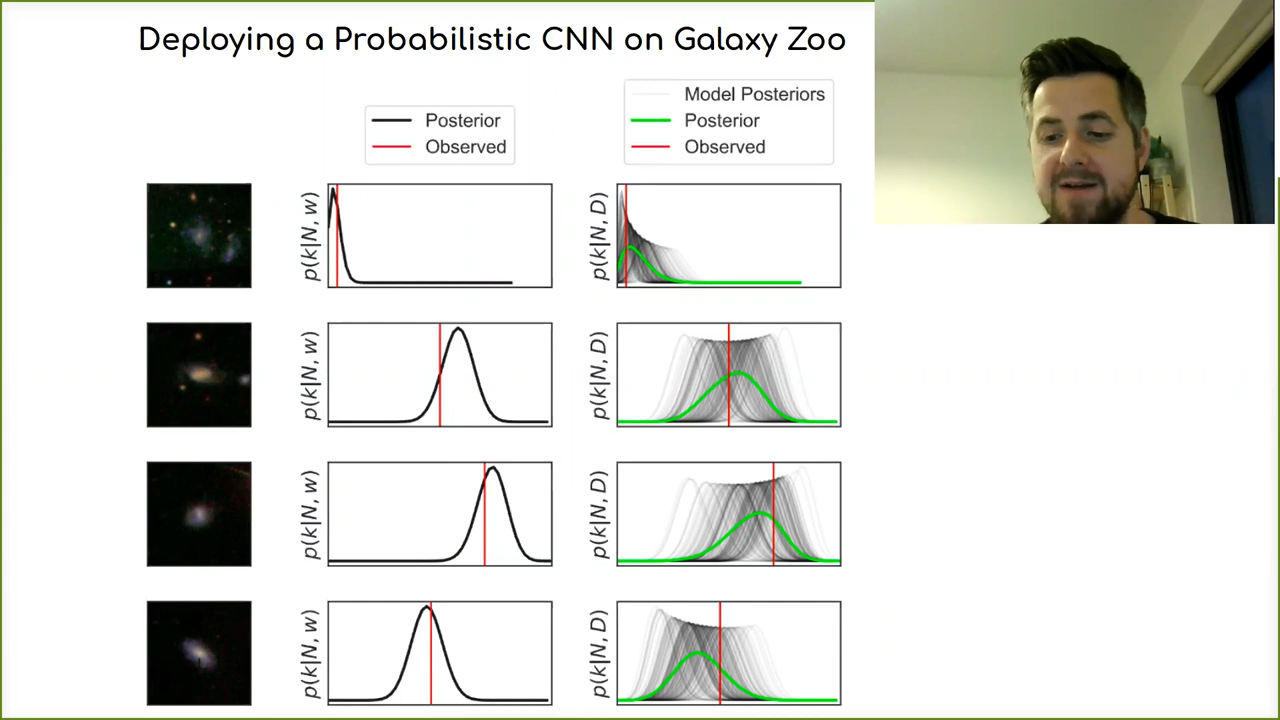 Deploying a Probabilistic CNN on Galaxy Zoo
Posterior
Observed
Model Posteriors
Posterior
Observed
p(k|N, w)
p(k|N, D)
p(k|N, w)
p(k|N, D)
p(k|N, w)
p(k|N, D)
p(k|N, w)
p(k|N, D)